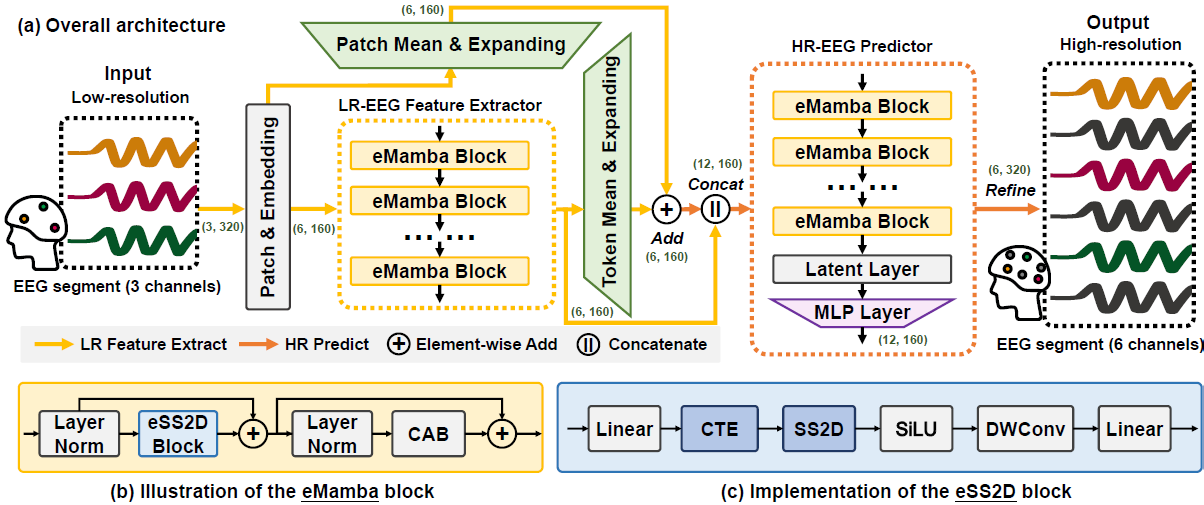 (a) Overall architecture
Input
Low-resolution
(3, 320)
EEG segment (3 channels)
Patch & Embedding
(6, 160)
Patch Mean & Expanding
(6, 160)
LR-EEG Feature Extractor
eMamba Block
eMamba Block
... ...
eMamba Block
Token Mean & Expanding
(6, 160)
+
Add
(6, 160)
(12, 160)
Concat
||
HR-EEG Predictor
eMamba Block
eMamba Block
... ...
eMamba Block
Latent Layer
MLP Layer
(12, 160)
(6, 320)
Refine
Output
High-resolution
EEG segment (6 channels)
LR Feature Extract
HR Predict
+ Element-wise Add
|| Concatenate
Layer
Norm
eSS2D
Block
+
Layer
Norm
CAB
+
(b) Illustration of the eMamba block
Linear
CTE
SS2D
SiLU
DWConv
Linear
(c) Implementation of the eSS2D block